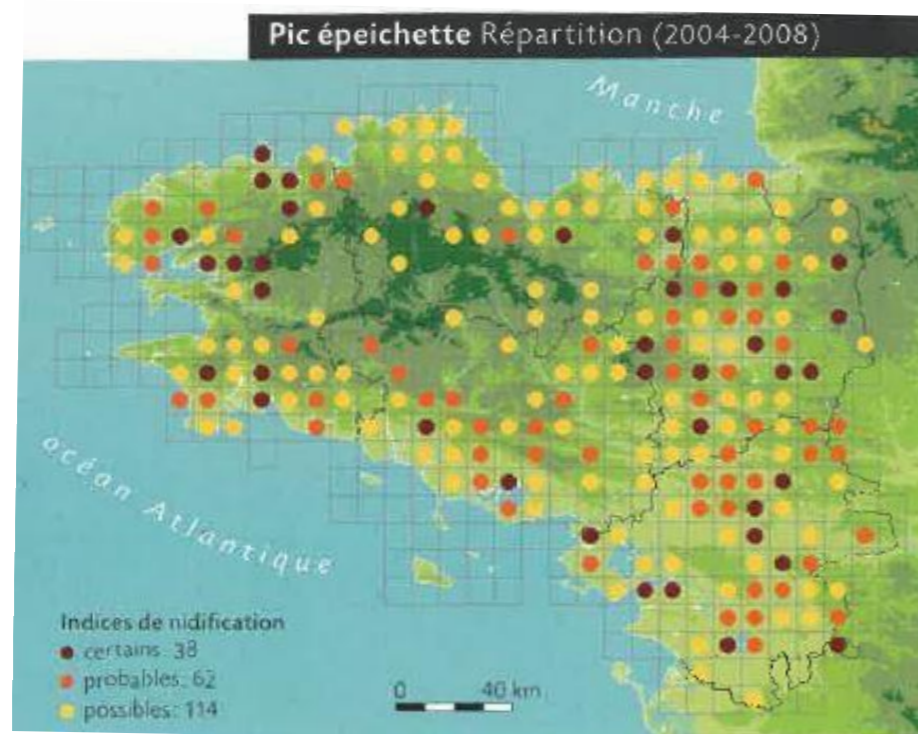 Pic épeichette Répartition (2004-2008)
Manche
océan Atlantique
Indices de nidification
certains: 38
probables: 62
possibles: 114
0 40 km